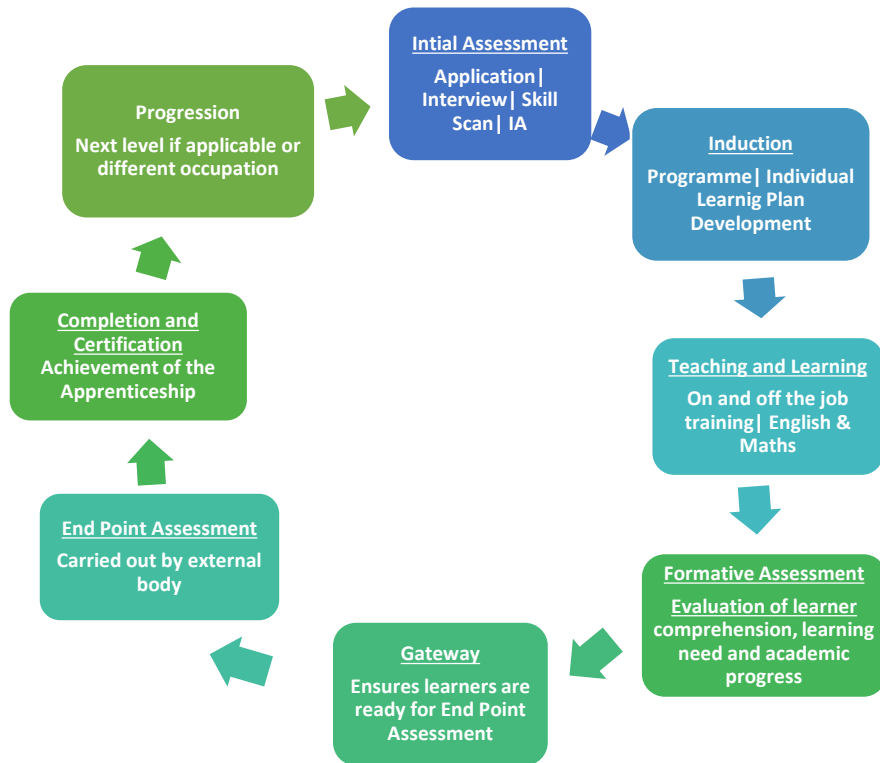 Intial Assessment
Application|
Interview| Skill
Scan| IA
Induction
Programme| Individual
Learnig Plan
Development
Teaching and Learning
On and off the job
training| English &
Maths
Formative Assessment
Evaluation of learner
comprehension, learning
need and academic
progress
Gateway
Ensures learners are
ready for End Point
Assessment
End Point Assessment
Carried out by external
body
Completion and
Certification
Achievement of the
Apprenticeship
Progression
Next level if applicable or
different occupation